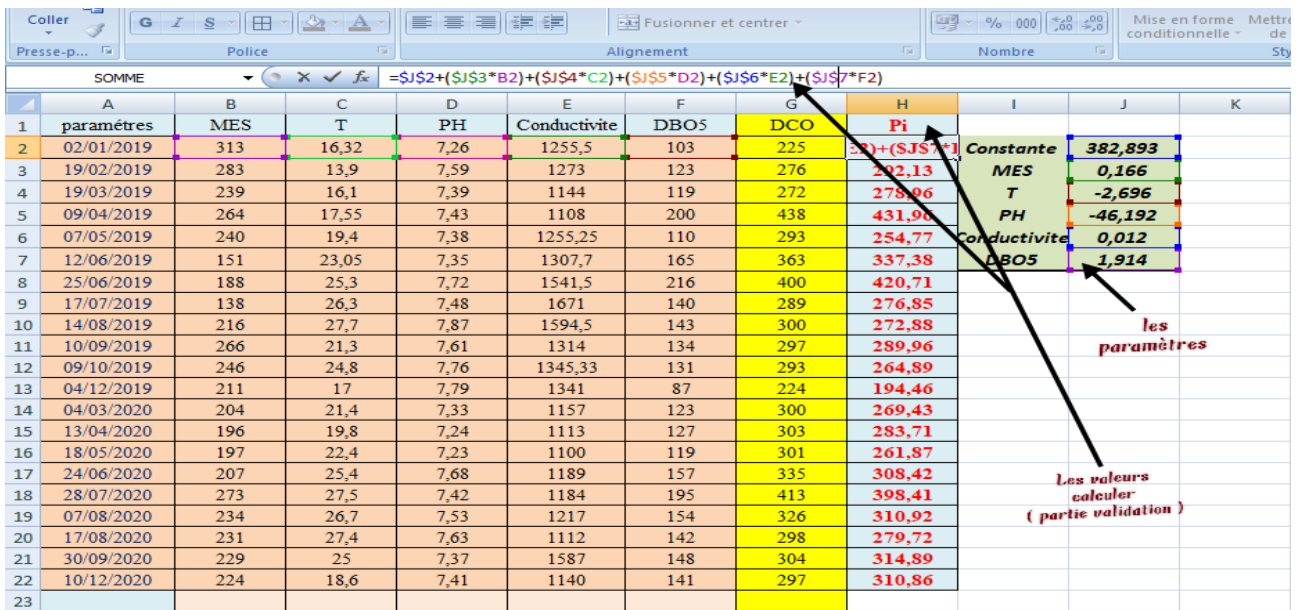 Coller
G I S A Fusionner et centrer % 000 Mise en forme Mettre
conditionnelle de
Presse-p... Police Alignement Nombre Sty
SOMME fx =$J$2+($J$3*B2)+($J$4*C2)+($J$5*D2)+($J$6*E2)+($J$7*F2)
A B C D E F G H I J K
1 paramétres MES T PH Conductivite DBO5 DCO Pi
2 02/01/2019 313 16,32 7,26 1255,5 103 225 E2)+($J$7*F Constante 382,893
3 19/02/2019 283 13,9 7,59 1273 123 276 292,13 MES 0,166
4 19/03/2019 239 16,1 7,39 1144 119 272 278,96 T -2,696
5 09/04/2019 264 17,55 7,43 1108 200 438 431,96 PH -46,192
6 07/05/2019 240 19,4 7,38 1255,25 110 293 254,77 Conductivite 0,012
7 12/06/2019 151 23,05 7,35 1307,7 165 363 337,38 DBO5 1,914
8 25/06/2019 188 25,3 7,72 1541,5 216 400 420,71
9 17/07/2019 138 26,3 7,48 1671 140 289 276,85
10 14/08/2019 216 27,7 7,87 1594,5 143 300 272,88
11 10/09/2019 266 21,3 7,61 1314 134 297 289,96
12 09/10/2019 246 24,8 7,76 1345,33 131 293 264,89
13 04/12/2019 211 17 7,79 1341 87 224 194,46
14 04/03/2020 204 21,4 7,33 1157 123 300 269,43
15 13/04/2020 196 19,8 7,24 1113 127 303 283,71
16 18/05/2020 197 22,4 7,23 1100 119 301 261,87
17 24/06/2020 207 25,4 7,68 1189 157 335 308,42
18 28/07/2020 273 27,5 7,42 1184 195 413 398,41
19 07/08/2020 234 26,7 7,53 1217 154 326 310,92
20 17/08/2020 231 27,4 7,63 1112 142 298 279,72
21 30/09/2020 229 25 7,37 1587 148 304 314,89
22 10/12/2020 224 18,6 7,41 1140 141 297 310,86
23
les
paramètres
Les valeurs
calculer
( partie validation )